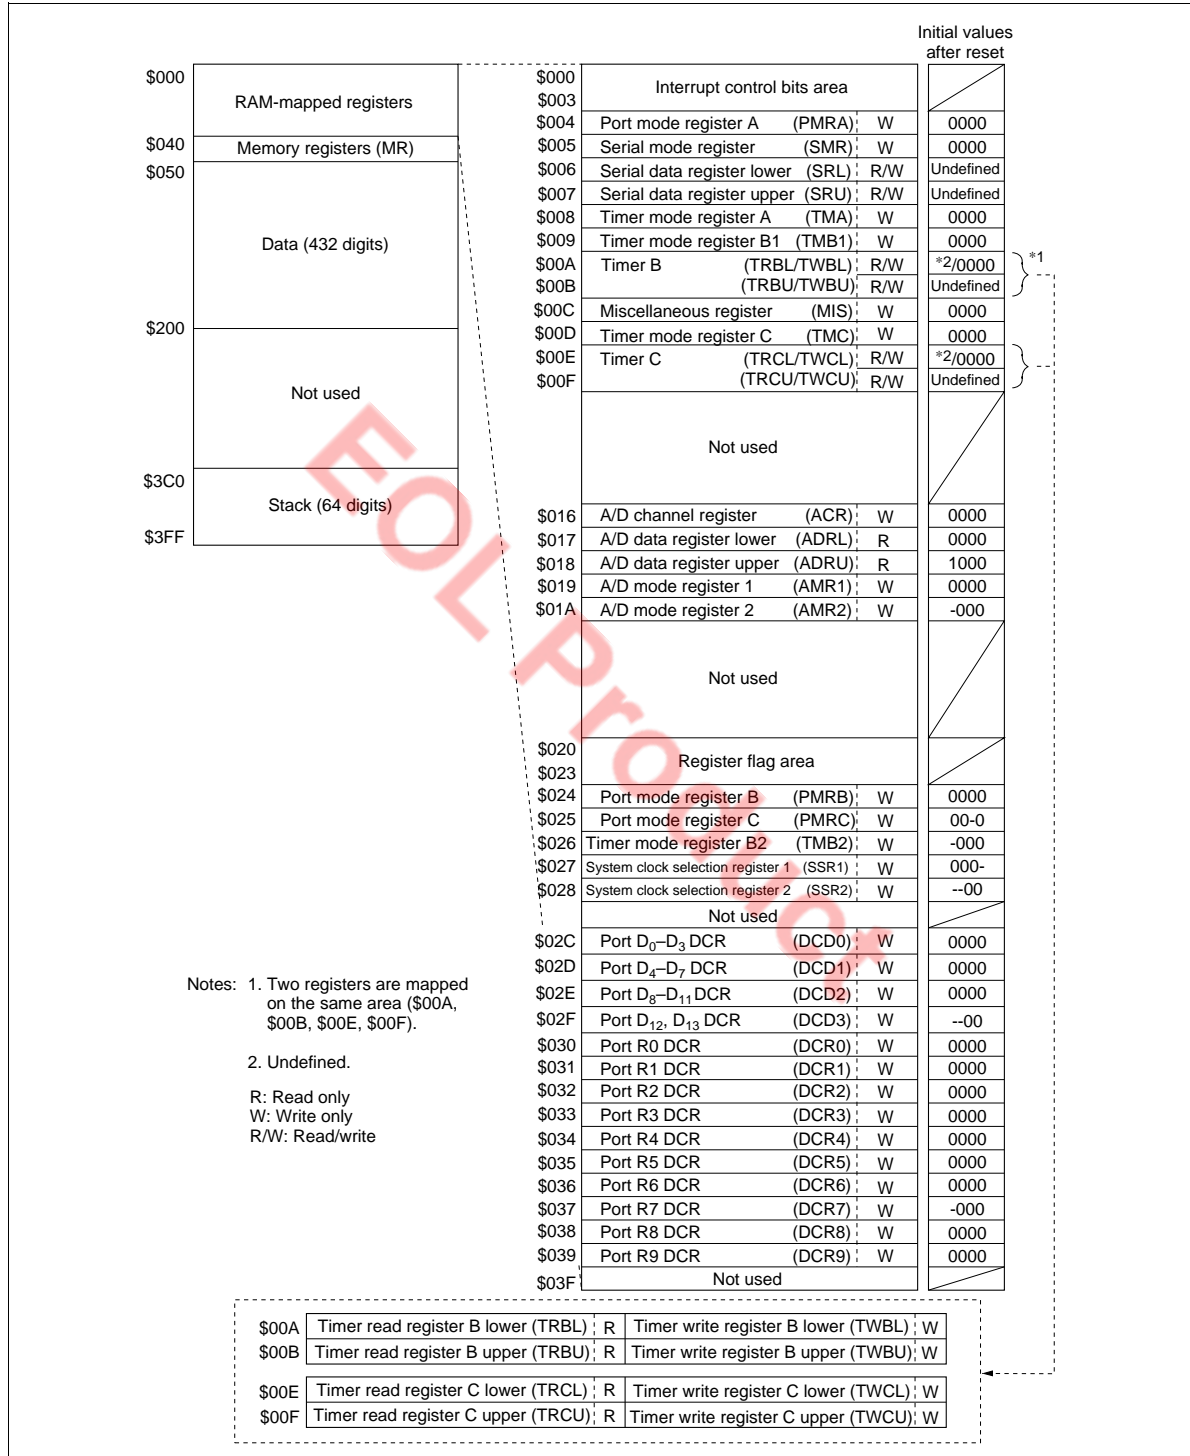 Initial values
after reset
$000
RAM-mapped registers
$040
Memory registers (MR)
$050
Data (432 digits)
$200
Not used
$3C0
Stack (64 digits)
$3FF
$000
Interrupt control bits area
$003
$004 Port mode register A (PMRA) W 0000
$005 Serial mode register (SMR) W 0000
$006 Serial data register lower (SRL) R/W Undefined
$007 Serial data register upper (SRU) R/W Undefined
$008 Timer mode register A (TMA) W 0000
$009 Timer mode register B1 (TMB1) W 0000
$00A Timer B (TRBL/TWBL) R/W *2/0000 *1
$00B (TRBU/TWBU) R/W Undefined
$00C Miscellaneous register (MIS) W 0000
$00D Timer mode register C (TMC) W 0000
$00E Timer C (TRCL/TWCL) R/W *2/0000
$00F (TRCU/TWCU) R/W Undefined
Not used
$016 A/D channel register (ACR) W 0000
$017 A/D data register lower (ADRL) R 0000
$018 A/D data register upper (ADRU) R 1000
$019 A/D mode register 1 (AMR1) W 0000
$01A A/D mode register 2 (AMR2) W -000
Not used
$020
Register flag area
$023
$024 Port mode register B (PMRB) W 0000
$025 Port mode register C (PMRC) W 00-0
$026 Timer mode register B2 (TMB2) W -000
$027 System clock selection register 1 (SSR1) W 000-
$028 System clock selection register 2 (SSR2) W --00
Not used
$02C Port D0–D3 DCR (DCD0) W 0000
$02D Port D4–D7 DCR (DCD1) W 0000
$02E Port D8–D11 DCR (DCD2) W 0000
$02F Port D12, D13 DCR (DCD3) W --00
$030 Port R0 DCR (DCR0) W 0000
$031 Port R1 DCR (DCR1) W 0000
$032 Port R2 DCR (DCR2) W 0000
$033 Port R3 DCR (DCR3) W 0000
$034 Port R4 DCR (DCR4) W 0000
$035 Port R5 DCR (DCR5) W 0000
$036 Port R6 DCR (DCR6) W 0000
$037 Port R7 DCR (DCR7) W -000
$038 Port R8 DCR (DCR8) W 0000
$039 Port R9 DCR (DCR9) W 0000
Not used
$03F
Notes: 1. Two registers are mapped
on the same area ($00A,
$00B, $00E, $00F).
2. Undefined.
R: Read only
W: Write only
R/W: Read/write
$00A Timer read register B lower (TRBL) R Timer write register B lower (TWBL) W
$00B Timer read register B upper (TRBU) R Timer write register B upper (TWBU) W
$00E Timer read register C lower (TRCL) R Timer write register C lower (TWCL) W
$00F Timer read register C upper (TRCU) R Timer write register C upper (TWCU) W
EOL Product